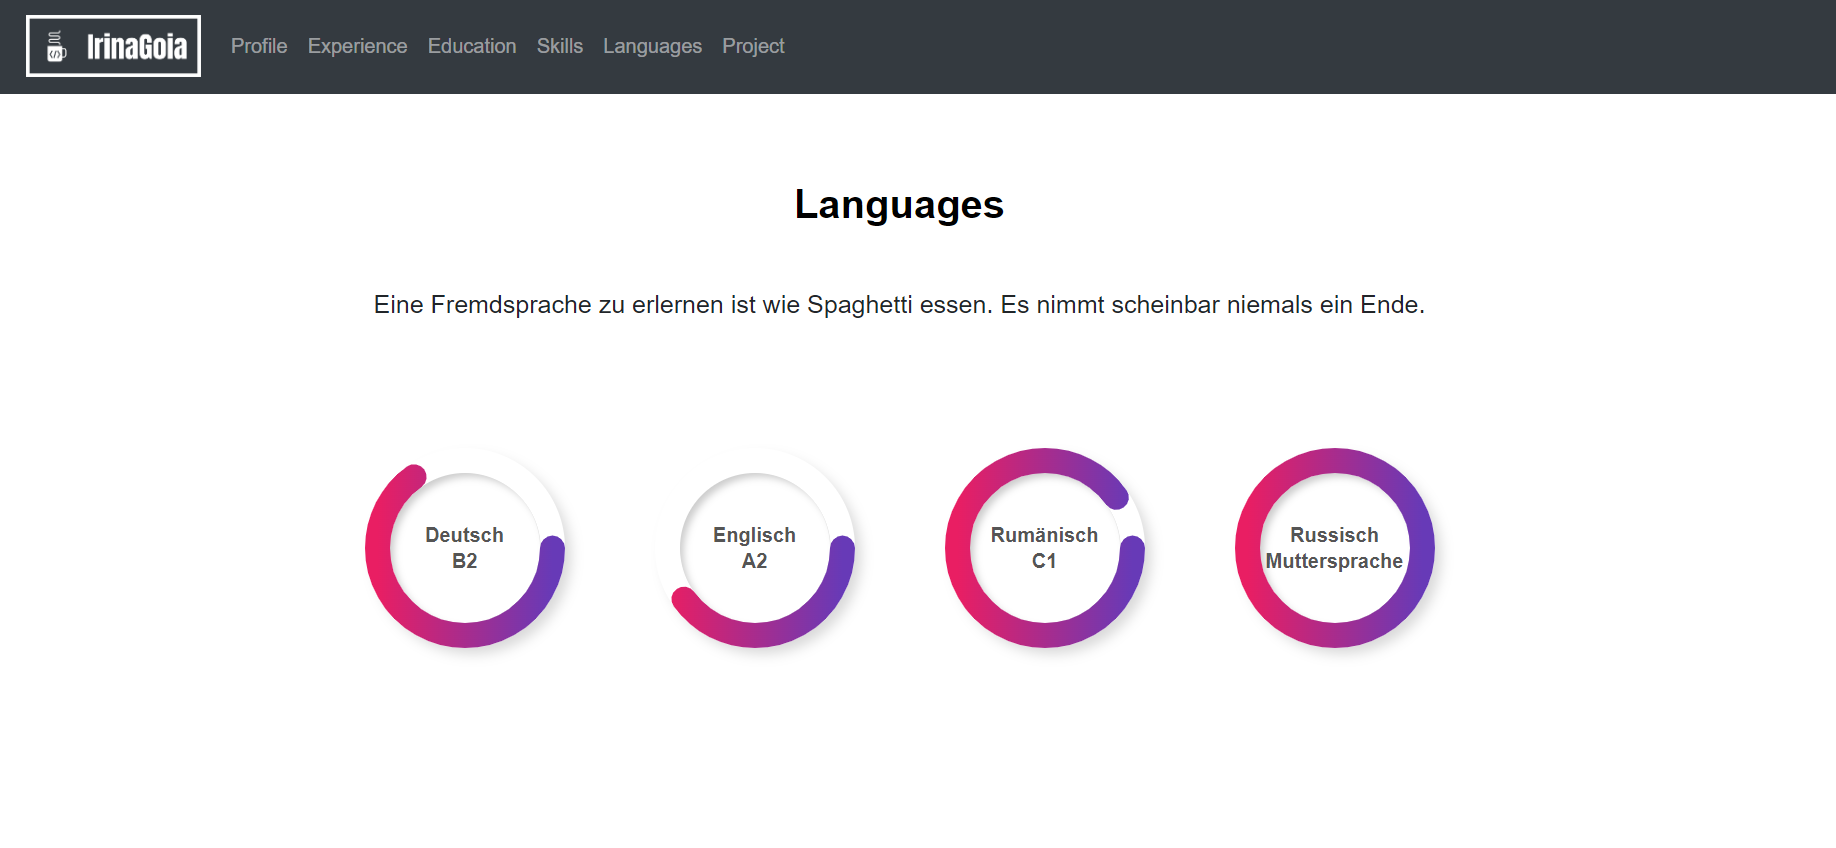 IrinaGoia Profile Experience Education Skills Languages Project
Languages
Eine Fremdsprache zu erlernen ist wie Spaghetti essen. Es nimmt scheinbar niemals ein Ende.
Deutsch
B2
Englisch
A2
Rumänisch
C1
Russisch
Muttersprache